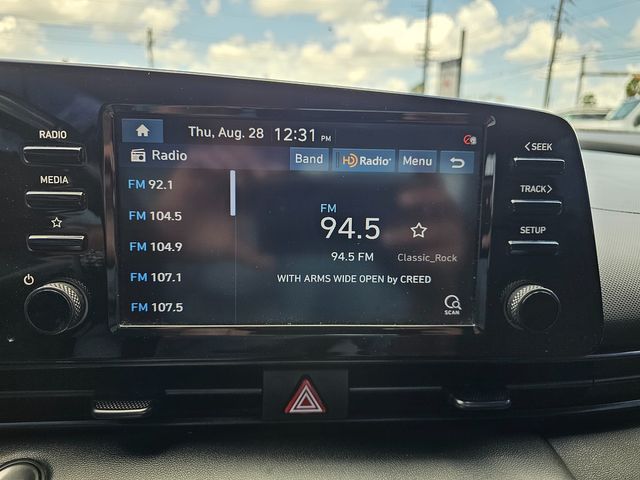 RADIO
MEDIA
Thu, Aug. 28 12:31 PM
Radio
Band
HD Radio
Menu
FM 92.1
FM 104.5
FM 104.9
FM 107.1
FM 107.5
FM
94.5
94.5 FM
Classic_Rock
WITH ARMS WIDE OPEN by CREED
SCAN
< SEEK
TRACK >
SETUP